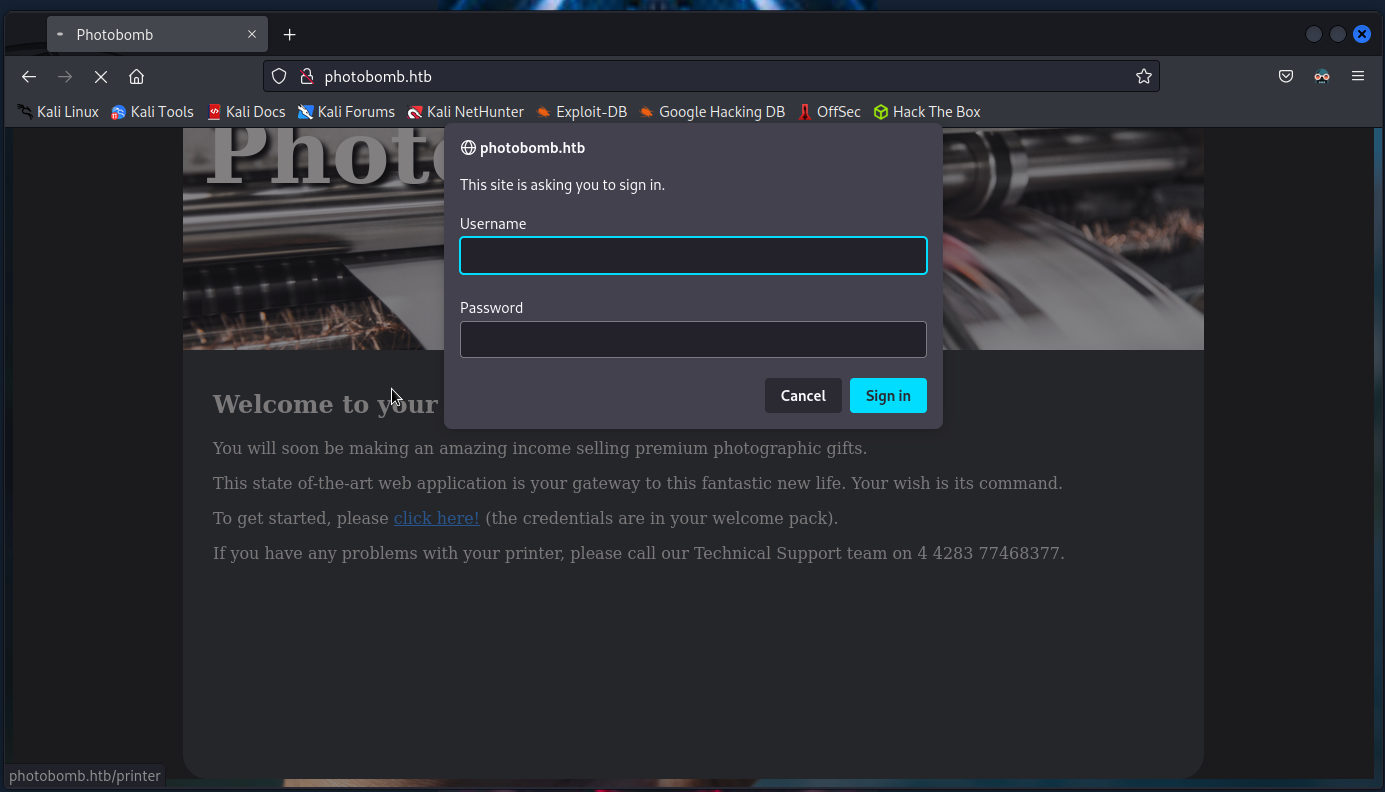 Photobomb
photobomb.htb
Kali Linux Kali Tools Kali Docs Kali Forums Kali NetHunter Exploit-DB Google Hacking DB OffSec Hack The Box
Photo
photobomb.htb
This site is asking you to sign in.
Username
Password
Cancel Sign in
Welcome to your
You will soon be making an amazing income selling premium photographic gifts.
This state of-the-art web application is your gateway to this fantastic new life. Your wish is its command.
To get started, please click here! (the credentials are in your welcome pack).
If you have any problems with your printer, please call our Technical Support team on 4 4283 77468377.
photobomb.htb/printer